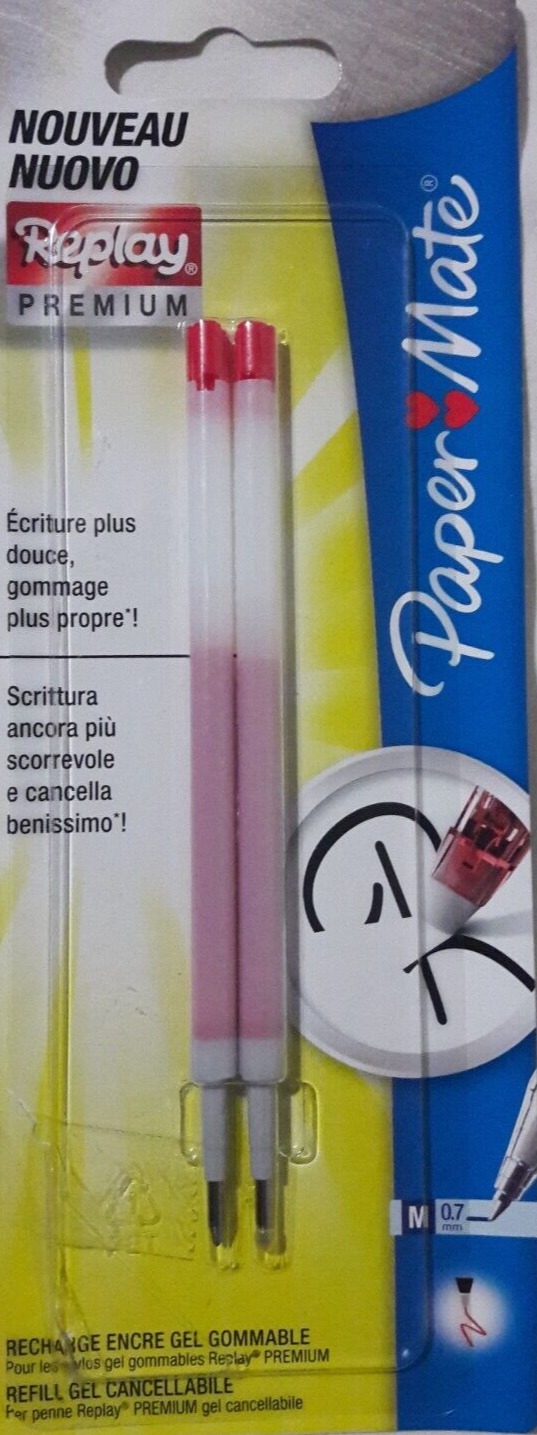 NOUVEAU
NUOVO
Replay®
PREMIUM
Paper Mate®
Écriture plus
douce,
gommage
plus propre*!
Scrittura
ancora più
scorrevole
e cancella
benissimo*!
M 0.7
mm
RECHARGE ENCRE GEL GOMMABLE
Pour les stylos gel gommables Replay® PREMIUM
REFILL GEL CANCELLABILE
Per penne Replay® PREMIUM gel cancellabile